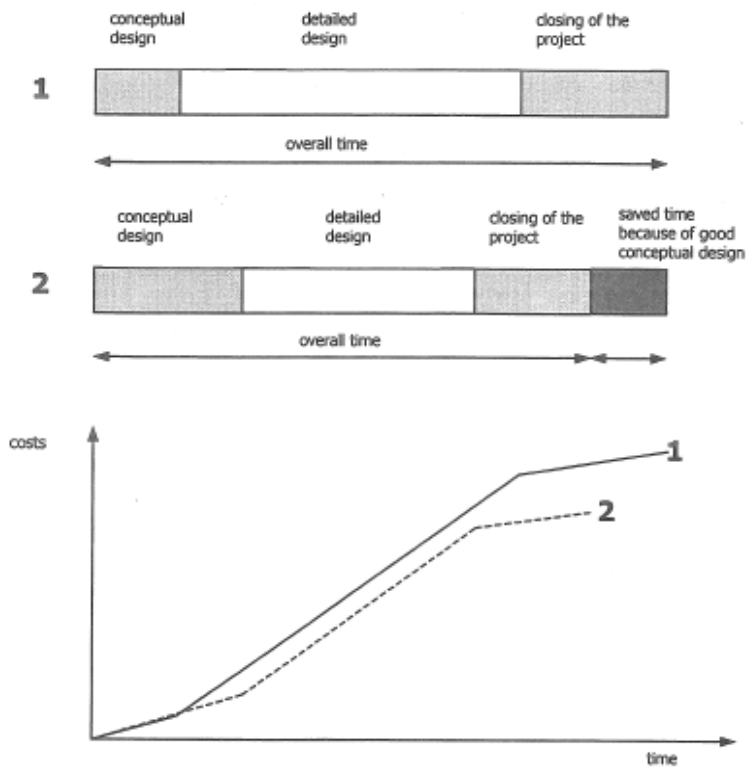 conceptual
design
detailed
design
closing of the
project
1
overall time
conceptual
design
detailed
design
closing of the
project
saved time
because of good
conceptual design
2
overall time
costs
1
2
time